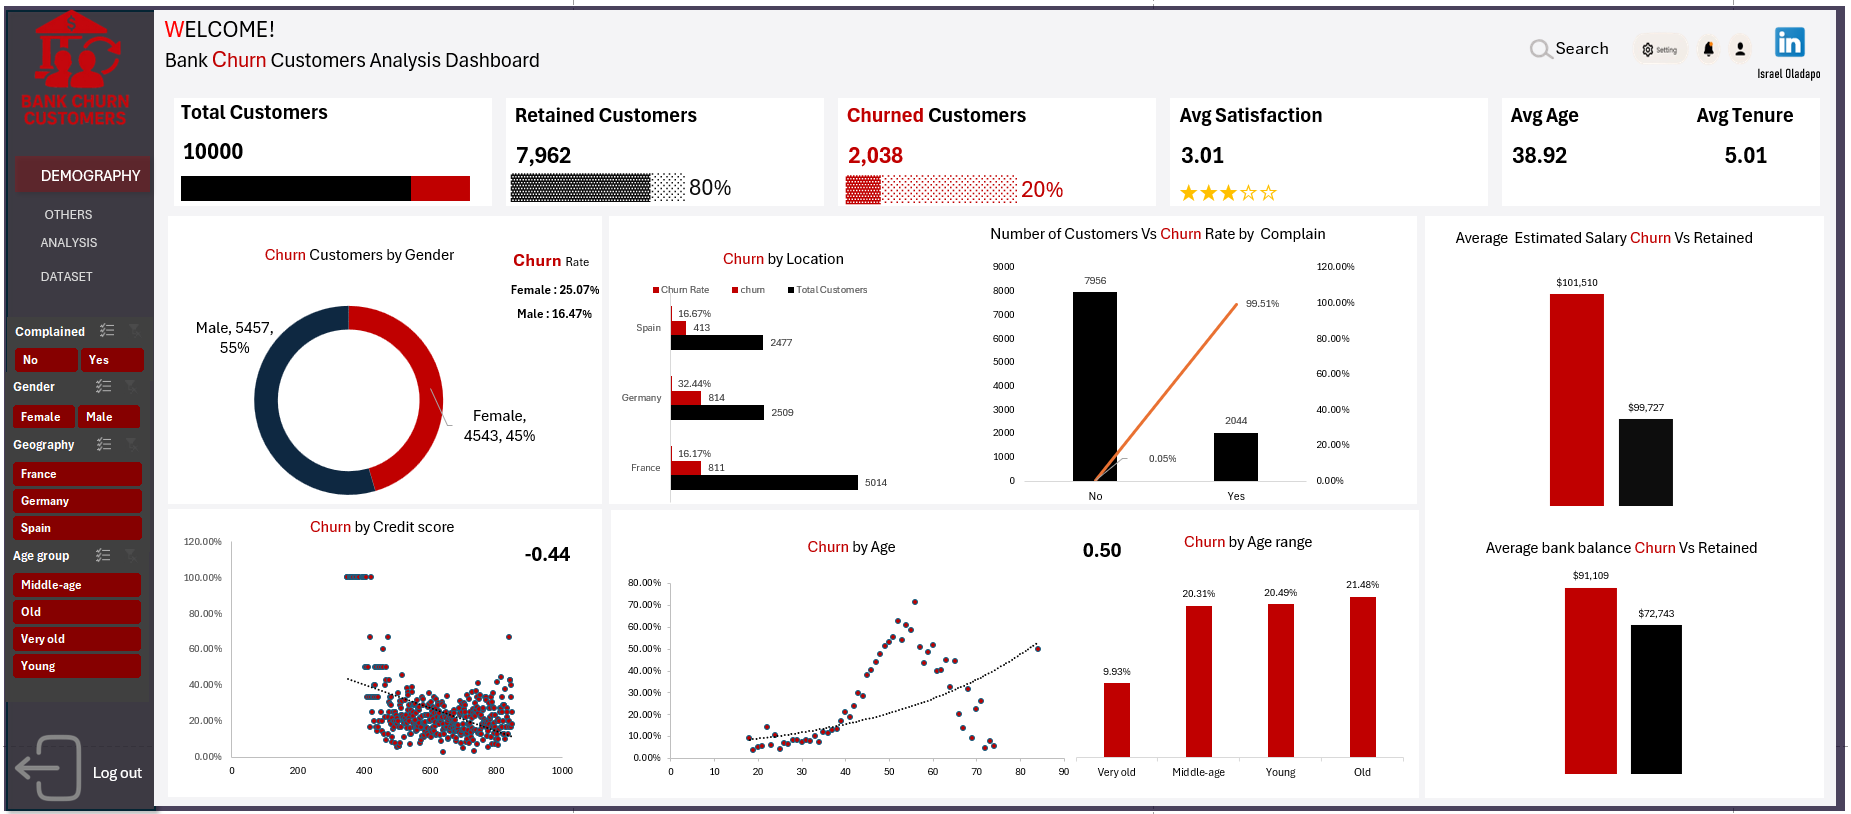 BANK CHURN
CUSTOMERS
DEMOGRAPHY
OTHERS
ANALYSIS
DATASET
Complained
No
Yes
Gender
Female
Male
Geography
France
Germany
Spain
Age group
Middle-age
Old
Very old
Young
Log out
WELCOME!
Bank Churn Customers Analysis Dashboard
Search
Setting
in
Israel Oladapo
Total Customers
10000
Retained Customers
7,962
80%
Churned Customers
2,038
20%
Avg Satisfaction
3.01
Avg Age
38.92
Avg Tenure
5.01
Churn Customers by Gender
Churn Rate
Female : 25.07%
Male : 16.47%
Male, 5457,
55%
Female,
4543, 45%
Churn by Location
Churn Rate
churn
Total Customers
Spain
16.67%
413
2477
Germany
32.44%
814
2509
France
16.17%
811
5014
Number of Customers Vs Churn Rate by Complain
9000
8000
7000
6000
5000
4000
3000
2000
1000
0
7956
2044
99.51%
0.05%
120.00%
100.00%
80.00%
60.00%
40.00%
20.00%
0.00%
No
Yes
Average Estimated Salary Churn Vs Retained
$101,510
$99,727
Churn by Credit score
-0.44
120.00%
100.00%
80.00%
60.00%
40.00%
20.00%
0.00%
0
200
400
600
800
1000
Churn by Age
0.50
80.00%
70.00%
60.00%
50.00%
40.00%
30.00%
20.00%
10.00%
0.00%
0
10
20
30
40
50
60
70
80
90
Churn by Age range
9.93%
20.31%
20.49%
21.48%
Very old
Middle-age
Young
Old
Average bank balance Churn Vs Retained
$91,109
$72,743